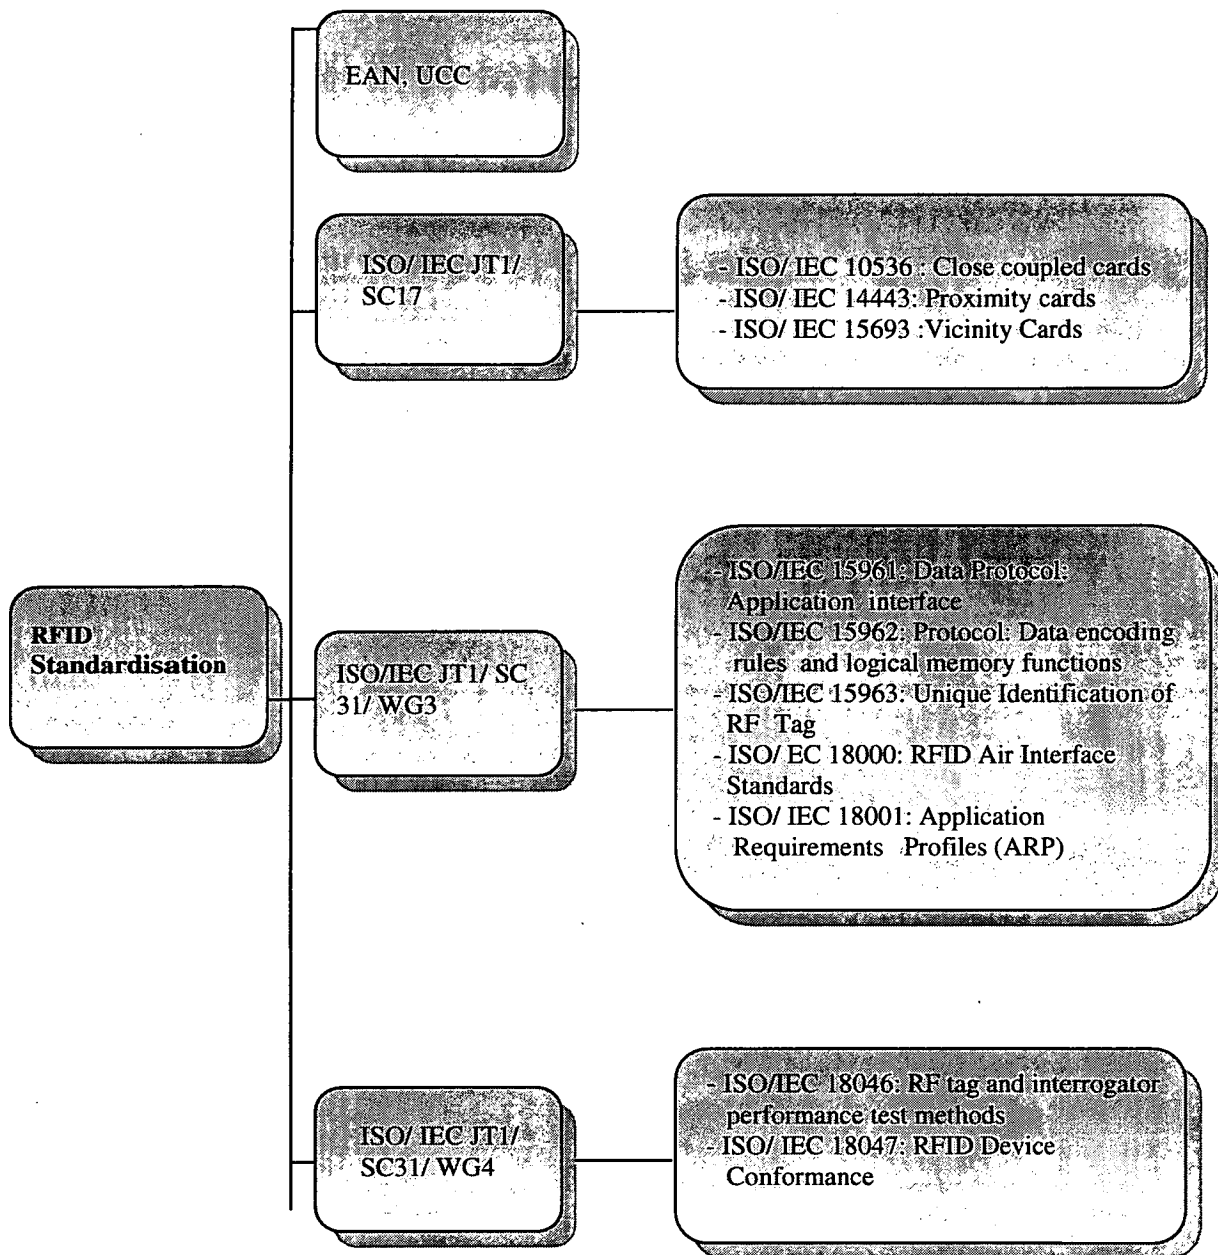 EAN, UCC
ISO/ IEC JT1/
SC17
- ISO/ IEC 10536 : Close coupled cards
- ISO/ IEC 14443: Proximity cards
- ISO/ IEC 15693 :Vicinity Cards
RFID
Standardisation
ISO/IEC JT1/ SC
31/ WG3
- ISO/IEC 15961: Data Protocol:
Application interface
- ISO/IEC 15962: Protocol: Data encoding
rules and logical memory functions
- ISO/IEC 15963: Unique Identification of
RF Tag
- ISO/ EC 18000: RFID Air Interface
Standards
- ISO/ IEC 18001: Application
Requirements Profiles (ARP)
ISO/ IEC JT1/
SC31/ WG4
- ISO/IEC 18046: RF tag and interrogator
performance test methods
- ISO/ IEC 18047: RFID Device
Conformance